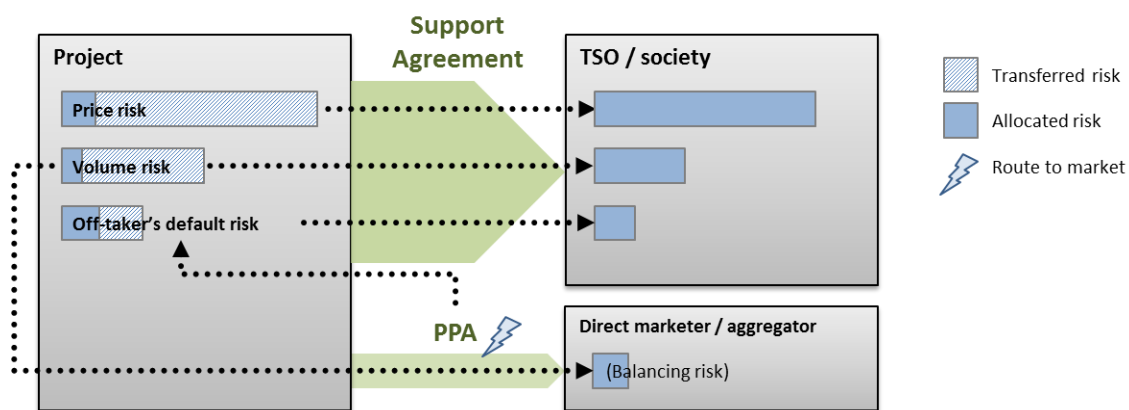 Support
Agreement
Project
Price risk
Volume risk
Off-taker's default risk
TSO / society
PPA
Direct marketer / aggregator
(Balancing risk)
Transferred risk
Allocated risk
Route to market